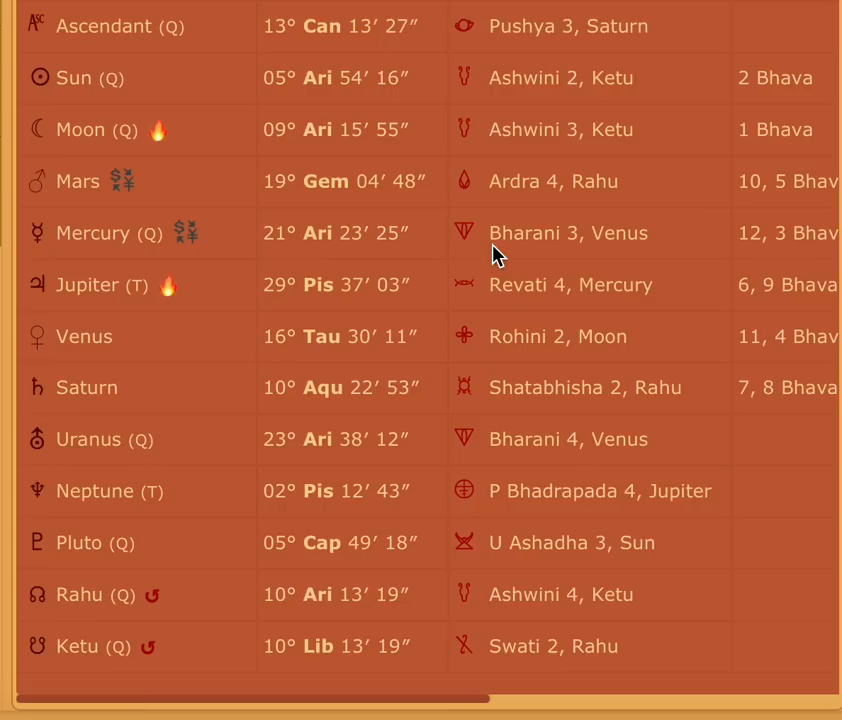 Ascendant (Q) 13° Can 13′ 27″ Pushya 3, Saturn
Sun (Q) 05° Ari 54′ 16″ Ashwini 2, Ketu 2 Bhava
Moon (Q) 09° Ari 15′ 55″ Ashwini 3, Ketu 1 Bhava
Mars 19° Gem 04′ 48″ Ardra 4, Rahu 10, 5 Bhav
Mercury (Q) 21° Ari 23′ 25″ Bharani 3, Venus 12, 3 Bhav
Jupiter (T) 29° Pis 37′ 03″ Revati 4, Mercury 6, 9 Bhava
Venus 16° Tau 30′ 11″ Rohini 2, Moon 11, 4 Bhav
Saturn 10° Aqu 22′ 53″ Shatabhisha 2, Rahu 7, 8 Bhava
Uranus (Q) 23° Ari 38′ 12″ Bharani 4, Venus
Neptune (T) 02° Pis 12′ 43″ P Bhadrapada 4, Jupiter
Pluto (Q) 05° Cap 49′ 18″ U Ashadha 3, Sun
Rahu (Q) 10° Ari 13′ 19″ Ashwini 4, Ketu
Ketu (Q) 10° Lib 13′ 19″ Swati 2, Rahu